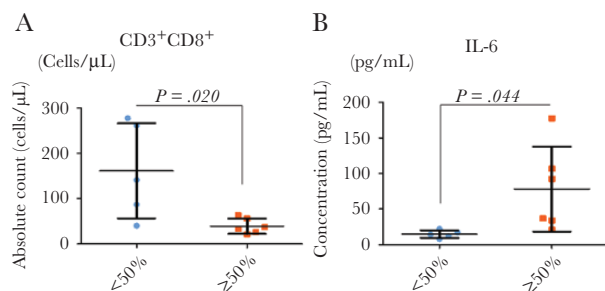 A
CD3+CD8+
(Cells/μL)
Absolute count (cells/μL)
300
200
100
0
P = .020
<50%
≥50%
B
IL-6
(pg/mL)
Concentration (pg/mL)
200
150
100
50
0
P = .044
<50%
≥50%